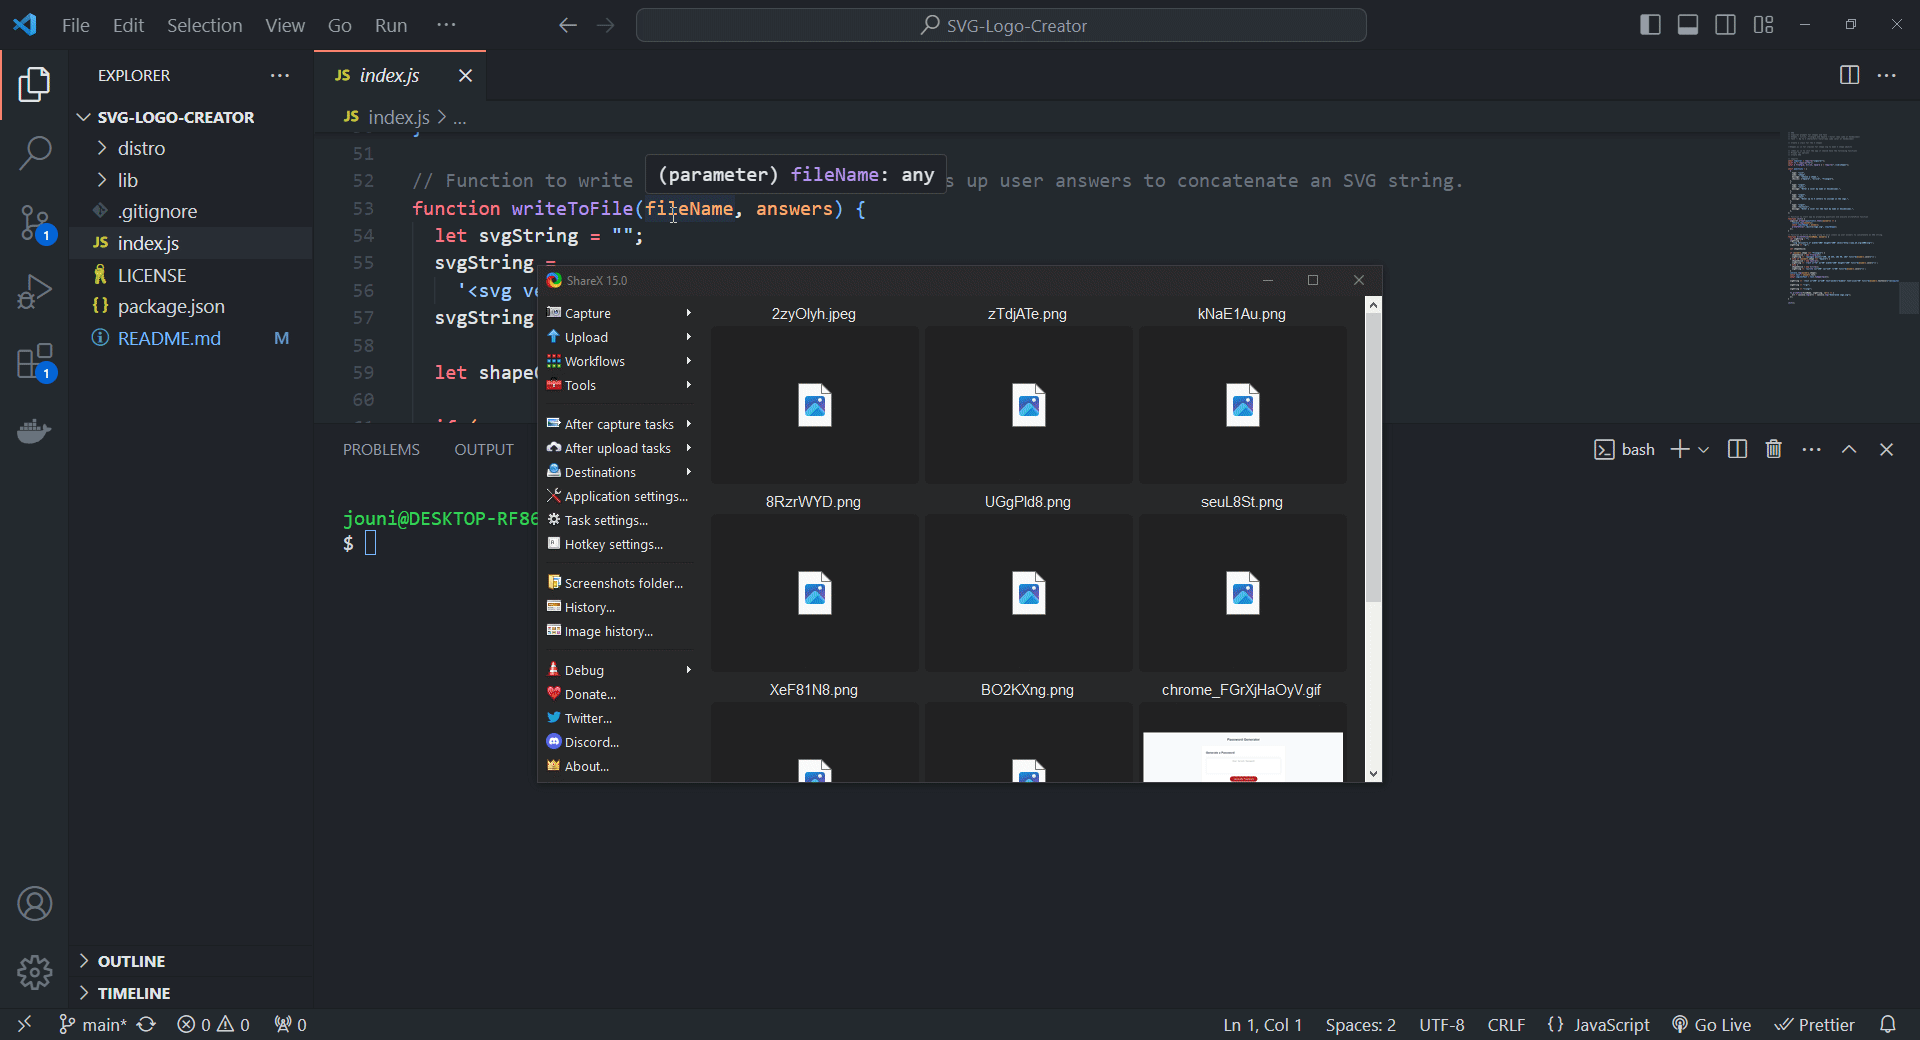 File Edit Selection View Go Run ···
SVG-Logo-Creator
EXPLORER
SVG-LOGO-CREATOR
distro
lib
.gitignore
JS index.js
LICENSE
{} package.json
README.md M
1
1
OUTLINE
TIMELINE
JS index.js
JS index.js > ...
51
52 // Function to write s up user answers to concatenate an SVG string.
(parameter) fileName: any
53 function writeToFile(fileName, answers) {
54 let svgString = "";
55 svgString =
56 '<svg ve
57 svgString
58
59 let shape
60
PROBLEMS OUTPUT
bash
jouni@DESKTOP-RF86
$
ShareX 15.0
Capture
Upload
Workflows
Tools
After capture tasks
After upload tasks
Destinations
Application settings...
Task settings...
Hotkey settings...
Screenshots folder...
History...
Image history...
Debug
Donate...
Twitter...
Discord...
About...
2zyOlyh.jpeg zTdjATe.png kNaE1Au.png
8RzrWYD.png UGgPld8.png seuL8St.png
XeF81N8.png BO2KXng.png chrome_FGrXjHaOyV.gif
Password Generator
main* 0 0 0
Ln 1, Col 1 Spaces: 2 UTF-8 CRLF {} JavaScript Go Live Prettier